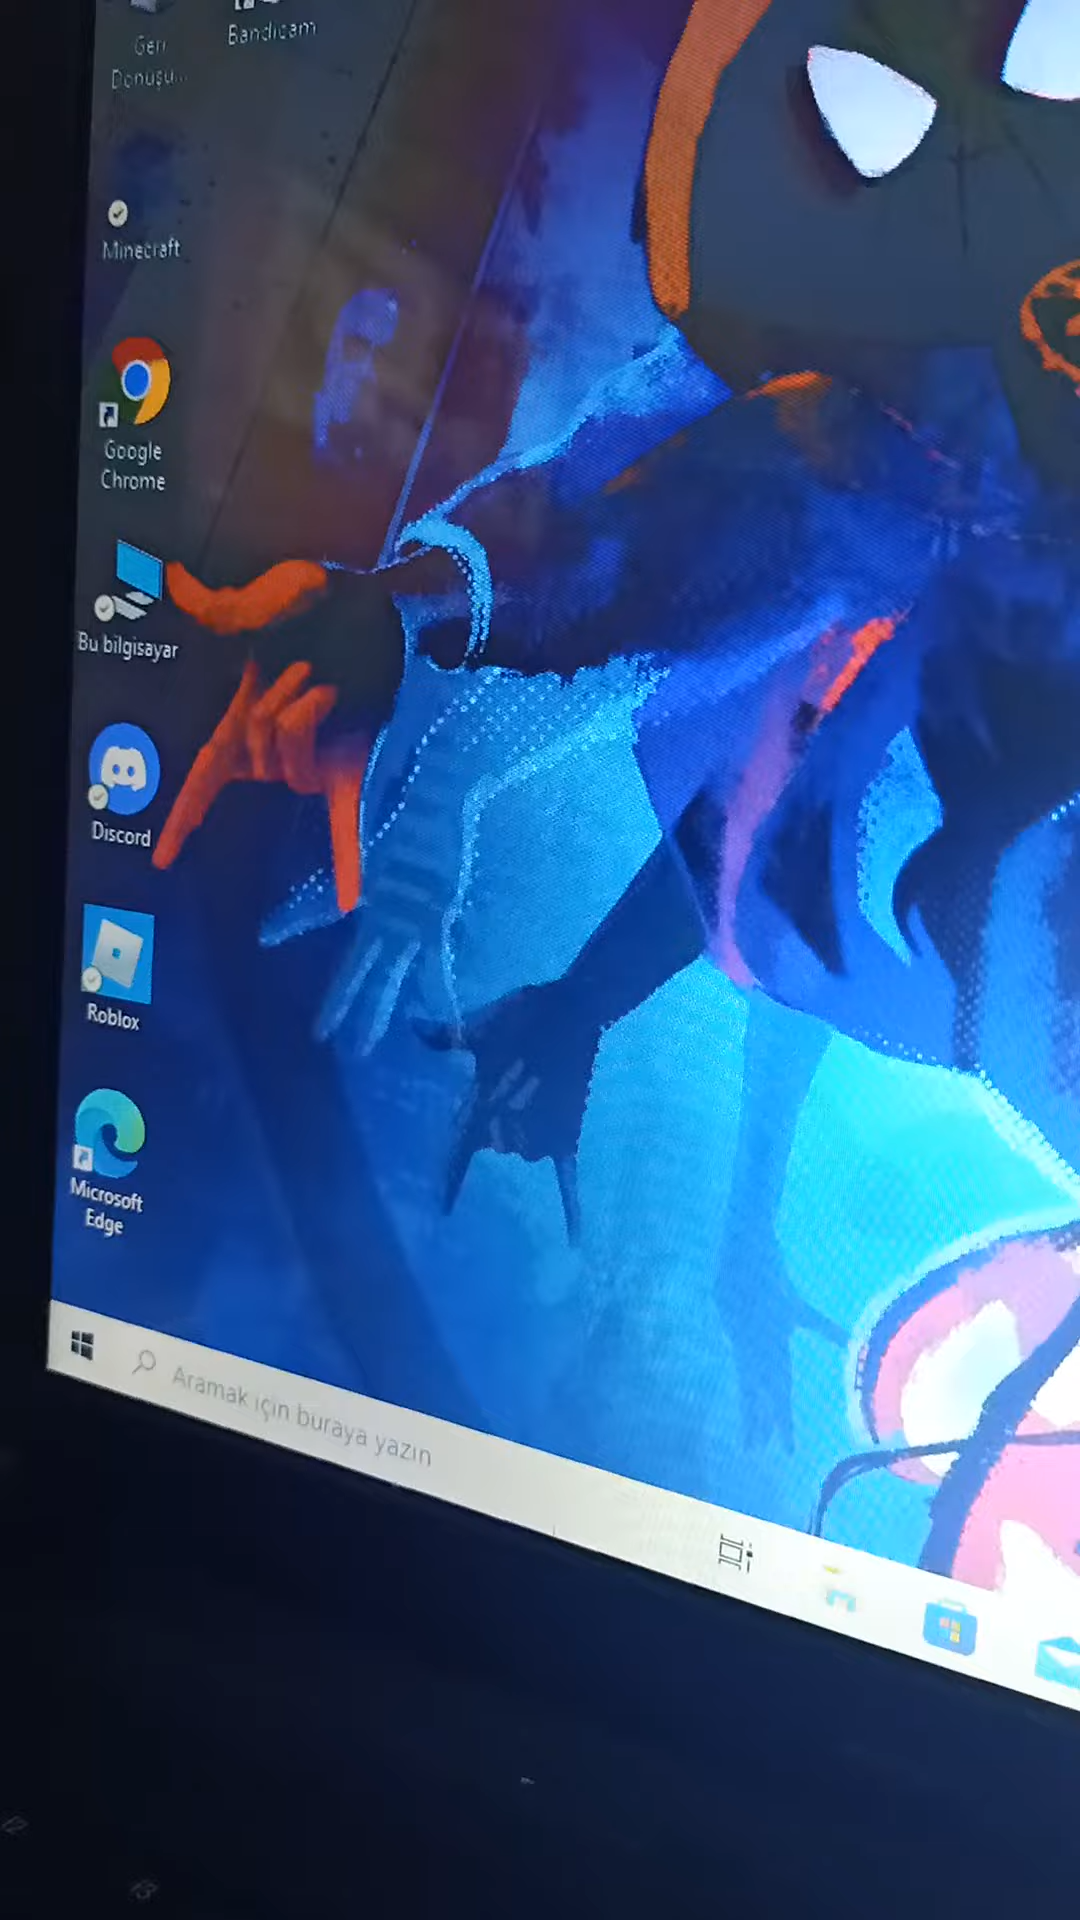 Geri
Dönüşü...
Bandicam
Minecraft
Google
Chrome
Bu bilgisayar
Discord
Roblox
Microsoft
Edge
Aramak için buraya yazın